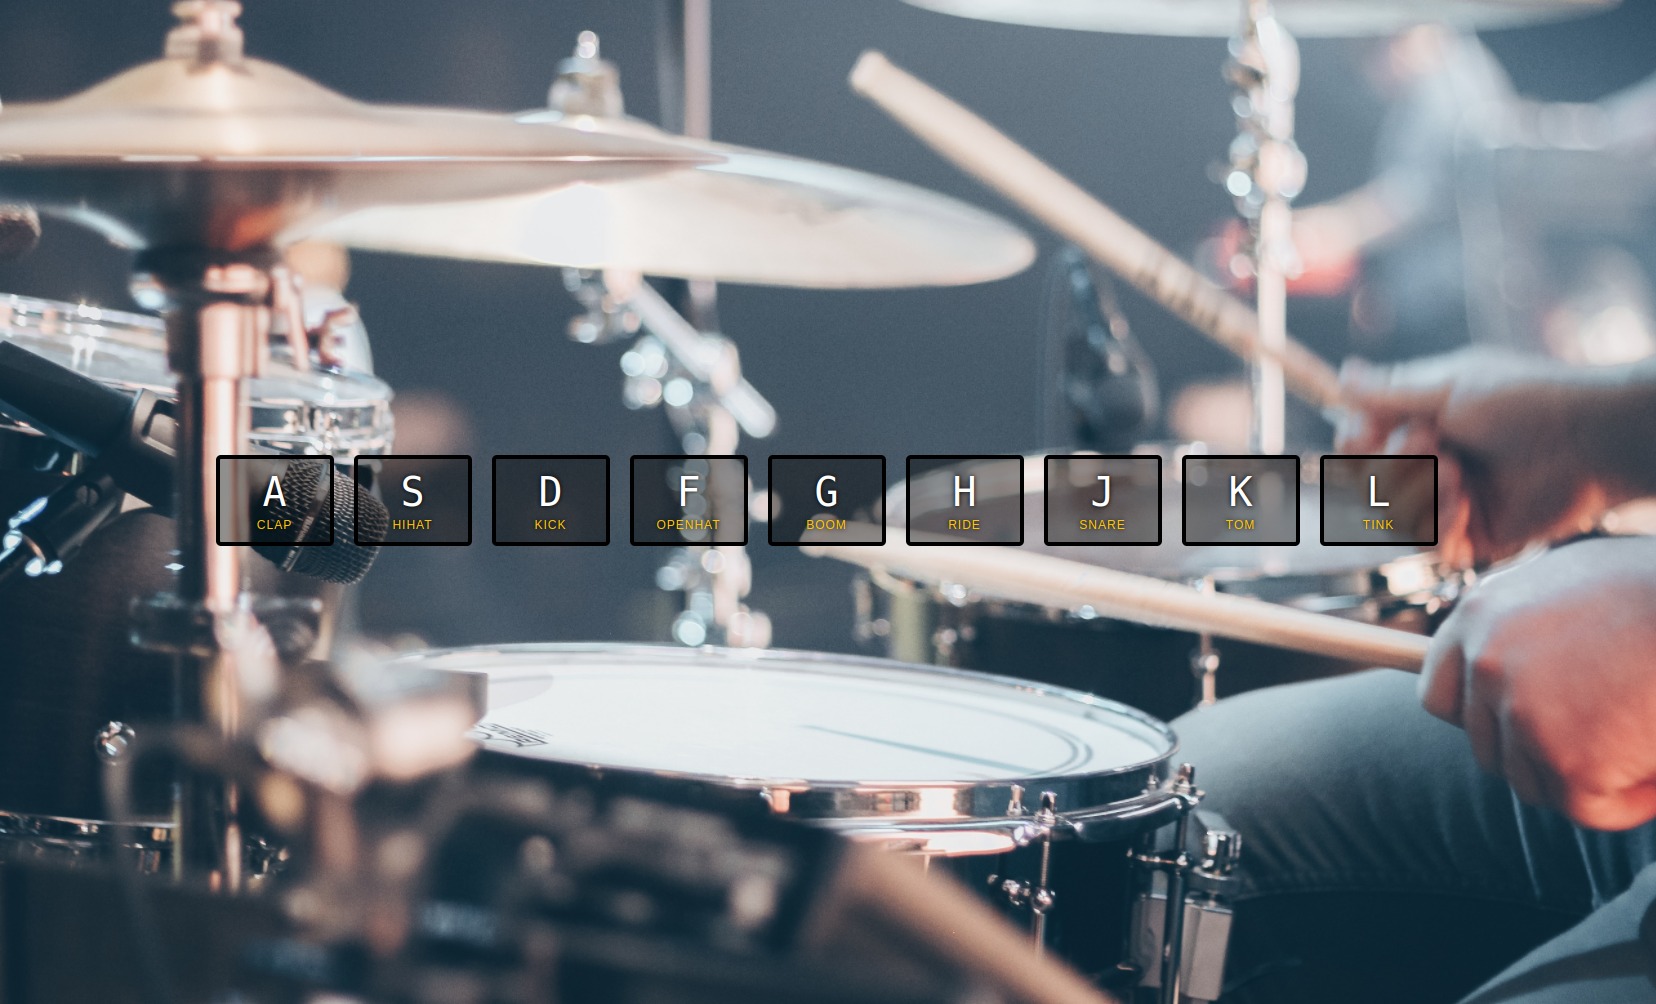 A S D F G H J K L
CLAP HIHAT KICK OPENHAT BOOM RIDE SNARE TOM TINK